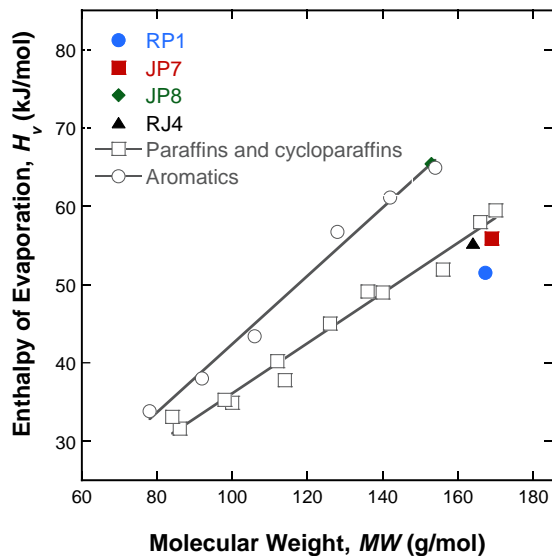 Enthalpy of Evaporation, Hv (kJ/mol)
80
70
60
50
40
30
RP1
JP7
JP8
RJ4
Paraffins and cycloparaffins
Aromatics
60 80 100 120 140 160 180
Molecular Weight, MW (g/mol)